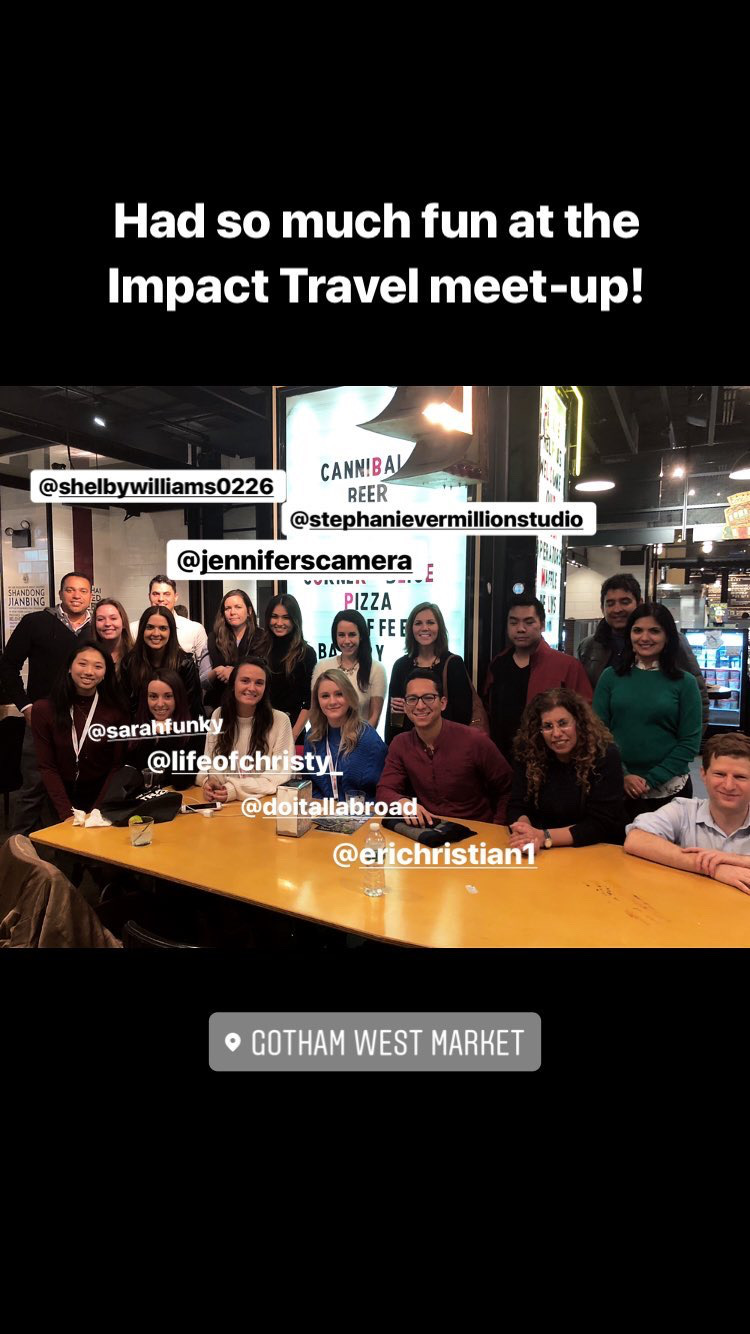 Had so much fun at the
Impact Travel meet-up!
@shelbywilliams0226
@stephanievermillionstudio
@jenniferscamera
CANNIBAL
BEER
PIZZA
SHANDONG
JIANBING
@sarahfunky
@lifeofchristy_
@doitallabroad
@erichristian1
GOTHAM WEST MARKET